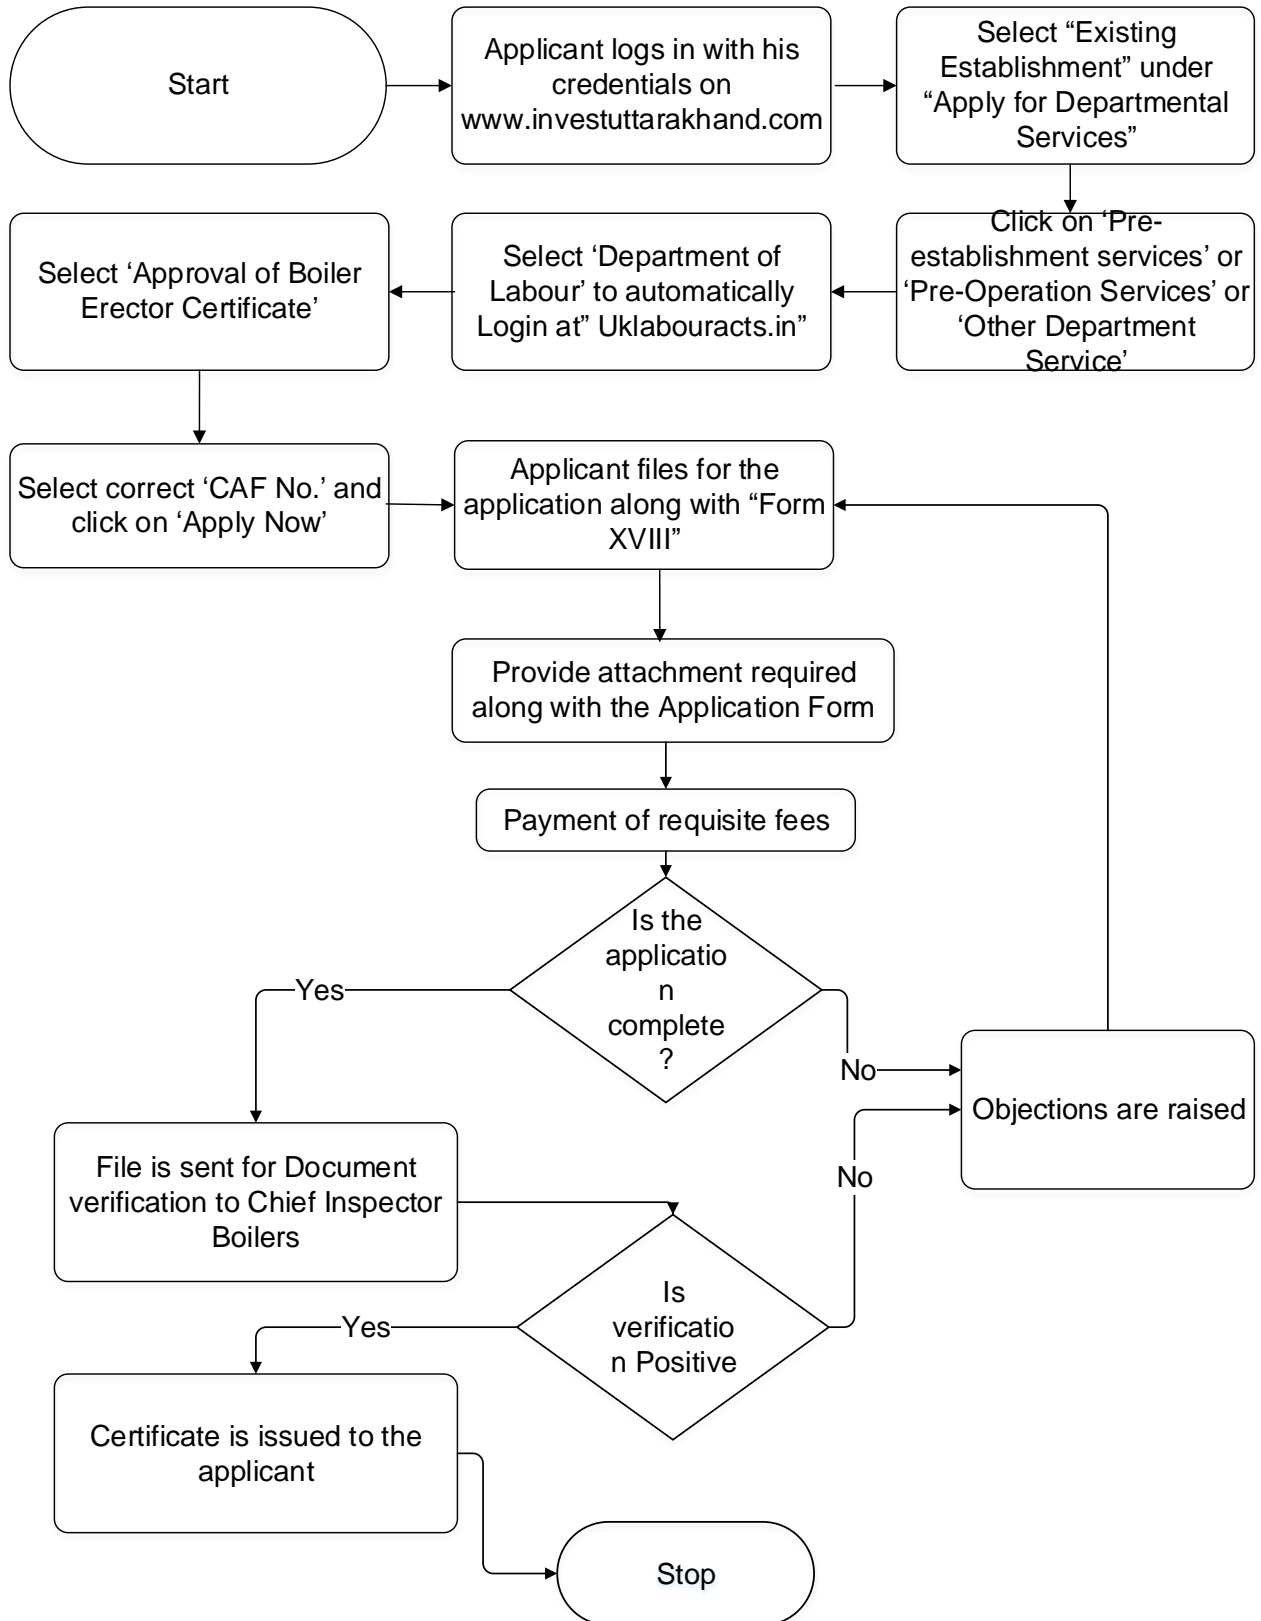 Start
Applicant logs in with his
credentials on
www.investuttarakhand.com
Select “Existing
Establishment” under
“Apply for Departmental
Services”
Click on ‘Pre-
establishment services’ or
‘Pre-Operation Services’ or
‘Other Department
Service’
Select ‘Department of
Labour’ to automatically
Login at” Uklabouracts.in”
Select ‘Approval of Boiler
Erector Certificate’
Select correct ‘CAF No.’ and
click on ‘Apply Now’
Applicant files for the
application along with “Form
XVIII”
Provide attachment required
along with the Application Form
Payment of requisite fees
Is the
applicatio
n
complete
?
Yes
No
Objections are raised
File is sent for Document
verification to Chief Inspector
Boilers
No
Is
verificatio
n Positive
Yes
Certificate is issued to the
applicant
Stop